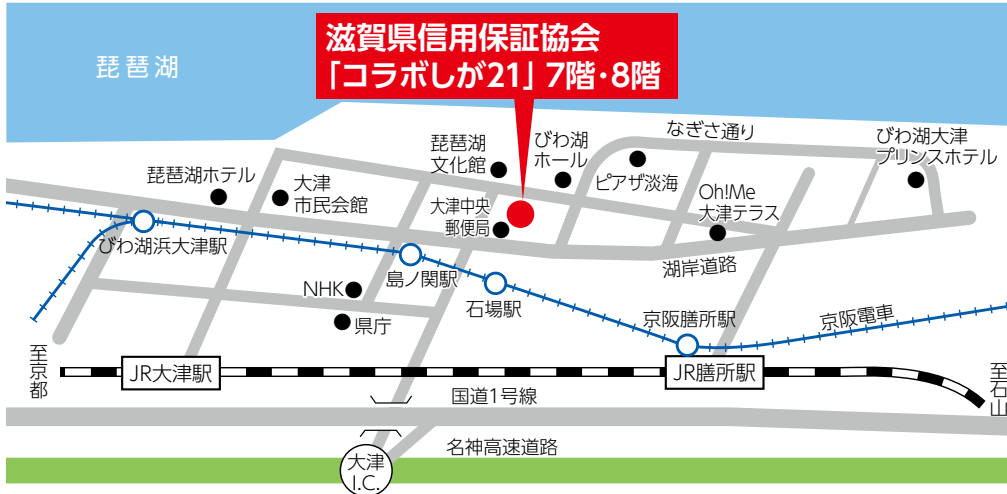 滋賀県信用保証協会
「コラボしが21」7階・8階
琵琶湖
なぎさ通り
琵琶湖
文化館
びわ湖
ホール
びわ湖大津
プリンスホテル
琵琶湖ホテル
大津
市民会館
ピアザ淡海
Oh!Me
大津テラス
大津中央
郵便局
びわ湖浜大津駅
島ノ関駅
湖岸道路
NHK
石場駅
県庁
京阪膳所駅
京阪電車
至京都
JR大津駅
JR膳所駅
至石山
国道1号線
名神高速道路
大津
I.C.